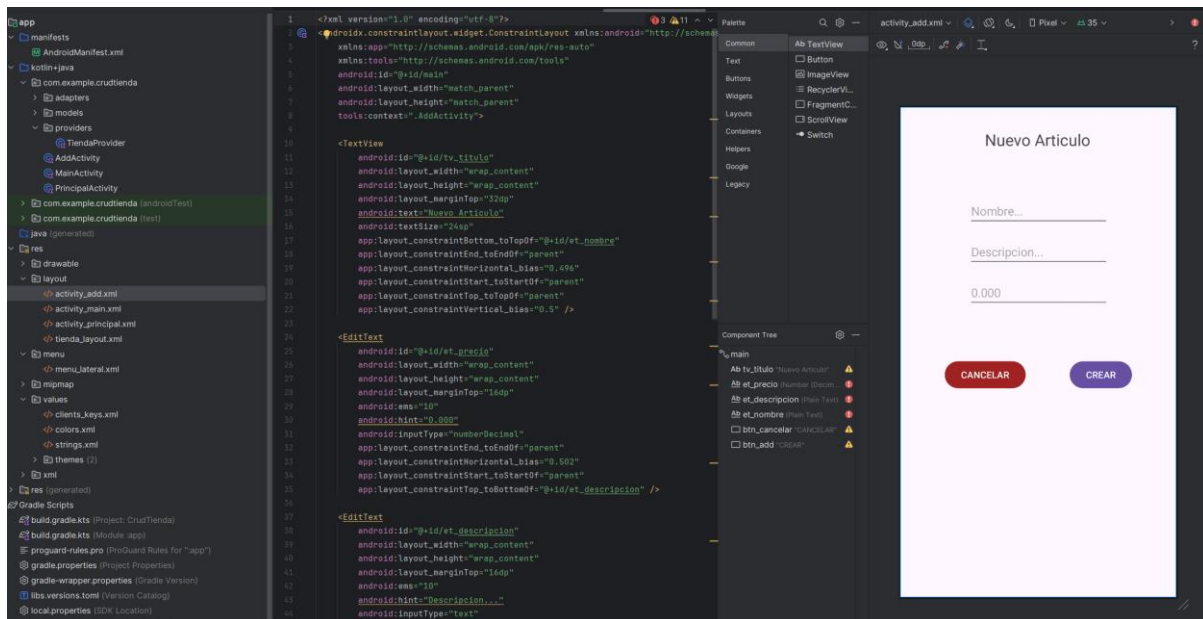 app
manifests
AndroidManifest.xml
kotlin+java
com.example.crudtienda
adapters
models
providers
TiendaProvider
AddActivity
MainActivity
PrincipalActivity
com.example.crudtienda (androidTest)
com.example.crudtienda (test)
java (generated)
res
drawable
layout
activity_add.xml
activity_main.xml
activity_principal.xml
tienda_layout.xml
menu
menu_lateral.xml
mipmap
values
clients_keys.xml
colors.xml
strings.xml
themes (2)
xml
res (generated)
Gradle Scripts
build.gradle.kts (Project: CrudTienda)
build.gradle.kts (Module :app)
proguard-rules.pro (ProGuard Rules for ":app")
gradle.properties (Project Properties)
gradle-wrapper.properties (Gradle Version)
libs.versions.toml (Version Catalog)
local.properties (SDK Location)
1 <?xml version="1.0" encoding="utf-8"?>
3 11
2 <androidx.constraintlayout.widget.ConstraintLayout xmlns:android="http://schemas
3 xmlns:app="http://schemas.android.com/apk/res-auto"
4 xmlns:tools="http://schemas.android.com/tools"
5 android:id="@+id/main"
6 android:layout_width="match_parent"
7 android:layout_height="match_parent"
8 tools:context=".AddActivity">
9
10 <TextView
11 android:id="@+id/tv_titulo"
12 android:layout_width="wrap_content"
13 android:layout_height="wrap_content"
14 android:layout_marginTop="32dp"
15 android:text="Nuevo Articulo"
16 android:textSize="24sp"
17 app:layout_constraintBottom_toTopOf="@+id/et_nombre"
18 app:layout_constraintEnd_toEndOf="parent"
19 app:layout_constraintHorizontal_bias="0.496"
20 app:layout_constraintStart_toStartOf="parent"
21 app:layout_constraintTop_toTopOf="parent"
22 app:layout_constraintVertical_bias="0.5" />
23
24 <EditText
25 android:id="@+id/et_precio"
26 android:layout_width="wrap_content"
27 android:layout_height="wrap_content"
28 android:layout_marginTop="16dp"
29 android:ems="10"
30 android:hint="0.000"
31 android:inputType="numberDecimal"
32 app:layout_constraintEnd_toEndOf="parent"
33 app:layout_constraintHorizontal_bias="0.502"
34 app:layout_constraintStart_toStartOf="parent"
35 app:layout_constraintTop_toBottomOf="@+id/et_descripcion" />
36
37 <EditText
38 android:id="@+id/et_descripcion"
39 android:layout_width="wrap_content"
40 android:layout_height="wrap_content"
41 android:layout_marginTop="16dp"
42 android:ems="10"
43 android:hint="Descripcion..."
44 android:inputType="text"
Palette
Common
Text
Buttons
Widgets
Layouts
Containers
Helpers
Google
Legacy
Ab TextView
Button
ImageView
RecyclerVi...
FragmentC...
ScrollView
Switch
Component Tree
main
Ab tv_titulo "Nuevo Articulo"
Ab et_precio (Number (Decim...
Ab et_descripcion (Plain Text)
Ab et_nombre (Plain Text)
btn_cancelar "CANCELAR"
btn_add "CREAR"
activity_add.xml Pixel 35
0dp
?
Nuevo Articulo
Nombre...
Descripcion...
0.000
CANCELAR CREAR